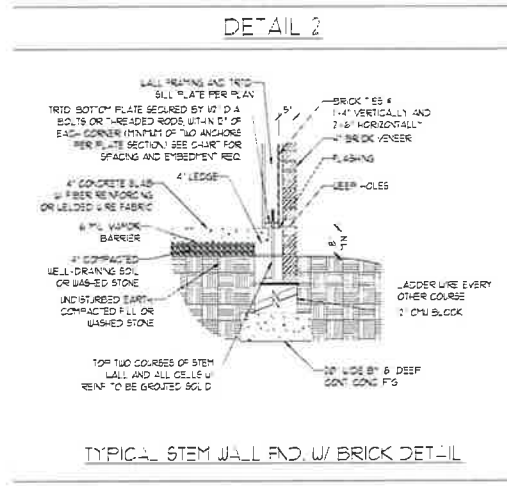 DETAIL 2
WALL FRAMING AND TRTD
SILL PLATE PER PLAN
TRTD BOTTOM PLATE SECURED BY 1/2" DIA
BOLTS OR THREADED RODS, WITHIN 12" OF
EACH CORNER (MINIMUM OF TWO ANCHORS
PER PLATE SECTION) SEE CHART FOR
SPACING AND EMBEDMENT REQ.
4" LEDGE
4" CONCRETE SLAB
W/ FIBER REINFORCING
OR WELDED WIRE FABRIC
6 MIL VAPOR
BARRIER
4" COMPACTED
WELL-DRAINING SOIL
OR WASHED STONE
UNDISTURBED EARTH
COMPACTED FILL OR
WASHED STONE
TOP TWO COURSES OF STEM
WALL AND ALL CELLS W/
REINF TO BE GROUTED SOLID
5"
BRICK TIES @
1'-4" VERTICALLY AND
2'-6" HORIZONTALLY
4" BRICK VENEER
FLASHING
WEEP HOLES
8"
MIN
LADDER WIRE EVERY
OTHER COURSE
12" CMU BLOCK
20" WIDE BY 8" DEEP
CONT CONC FTG
TYPICAL STEM WALL FND. W/ BRICK DETAIL